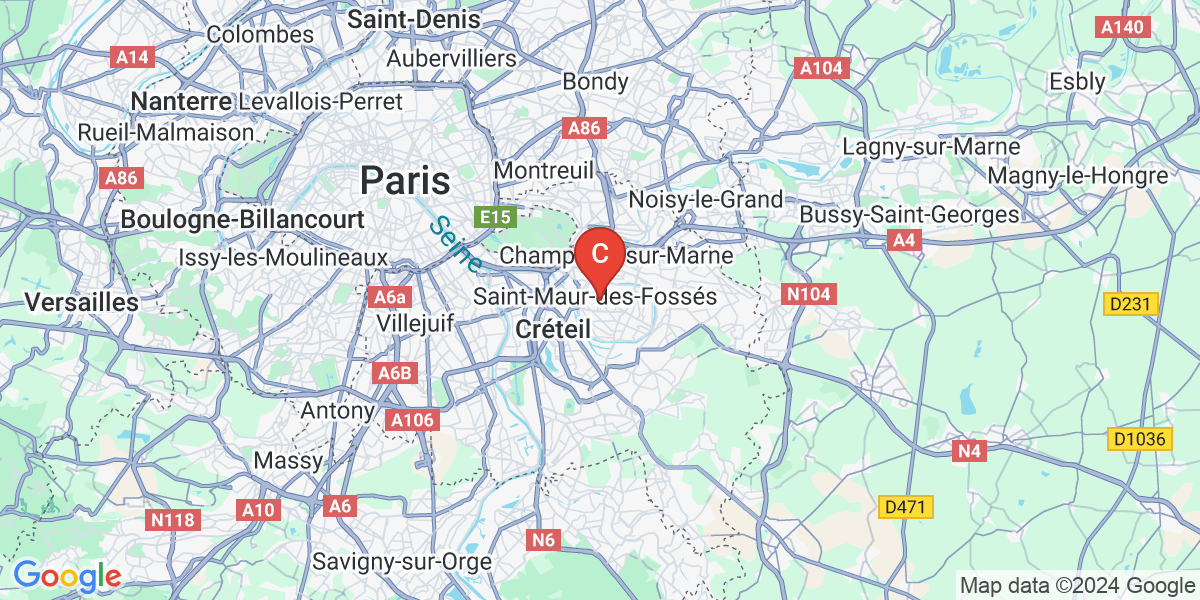 Saint-Denis
Colombes
A140
A14
Aubervilliers
A104
Bondy
Esbly
Nanterre
Levallois-Perret
Rueil-Malmaison
A86
Lagny-sur-Marne
A86
Paris
Montreuil
Magny-le-Hongre
Noisy-le-Grand
Boulogne-Billancourt
E15
Bussy-Saint-Georges
Seine
A4
Issy-les-Moulineaux
C
Champ
sur-Marne
Versailles
A6a
Saint-Maur-des-Fossés
N104
D231
Villejuif
Créteil
A6B
Antony
A106
D1036
Massy
N4
A10
A6
D471
N118
N6
Savigny-sur-Orge
Google
Map data ©2024 Google